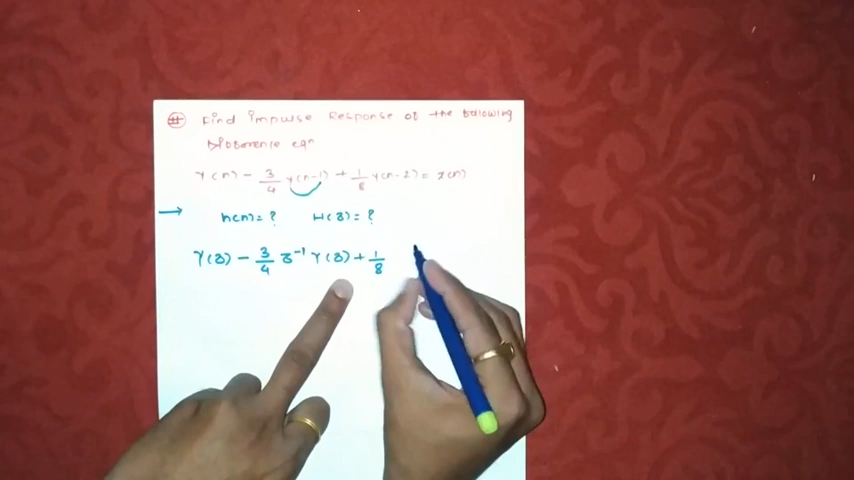 # Find Impulse Response of the following
Difference eqn
Y(n) - 3/4 y(n-1) + 1/8 Y(n-2) = x(n)
→ h(n) = ? H(z) = ?
Y(z) - 3/4 z⁻¹ Y(z) + 1/8